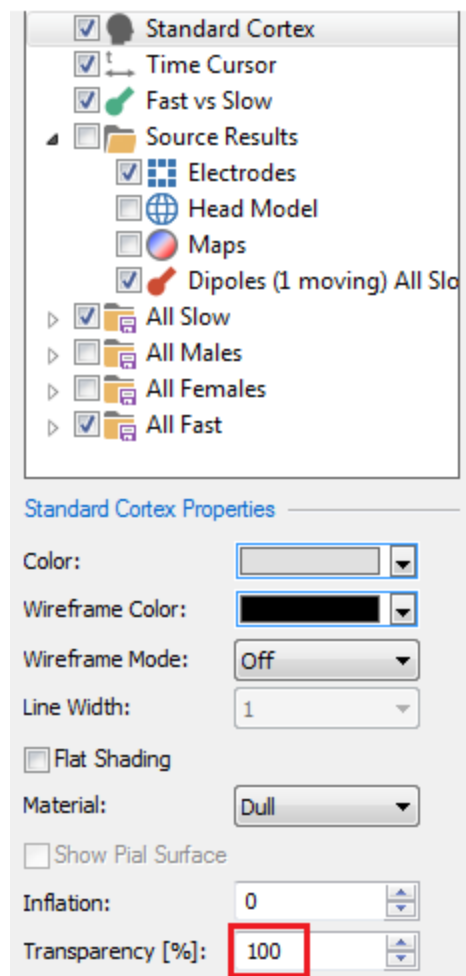 Standard Cortex
t
Time Cursor
Fast vs Slow
Source Results
Electrodes
Head Model
Maps
Dipoles (1 moving) All Slo
All Slow
All Males
All Females
All Fast
Standard Cortex Properties
Color:
Wireframe Color:
Wireframe Mode: Off
Line Width: 1
Flat Shading
Material: Dull
Show Pial Surface
Inflation: 0
Transparency [%]: 100